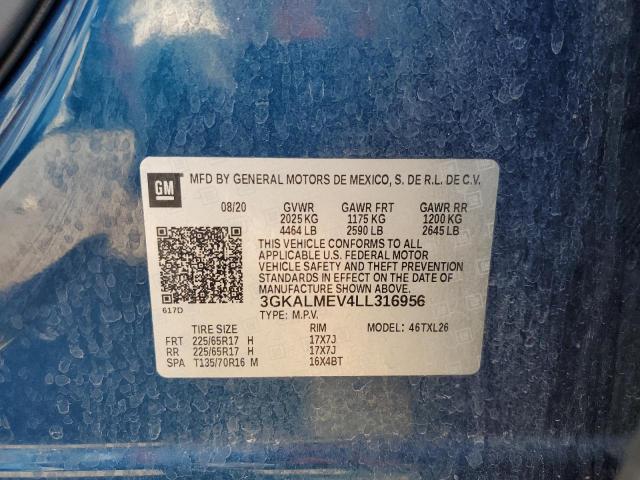 GM
MFD BY GENERAL MOTORS DE MEXICO, S. DE R.L. DE C.V.
08/20 GVWR GAWR FRT GAWR RR
2025 KG 1175 KG 1200 KG
4464 LB 2590 LB 2645 LB
THIS VEHICLE CONFORMS TO ALL
APPLICABLE U.S. FEDERAL MOTOR
VEHICLE SAFETY AND THEFT PREVENTION
STANDARDS IN EFFECT ON THE DATE OF
MANUFACTURE SHOWN ABOVE.
3GKALMEV4LL316956
617D
TYPE: M.P.V.
TIRE SIZE RIM MODEL: 46TXL26
FRT 225/65R17 H 17X7J
RR 225/65R17 H 17X7J
SPA T135/70R16 M 16X4BT